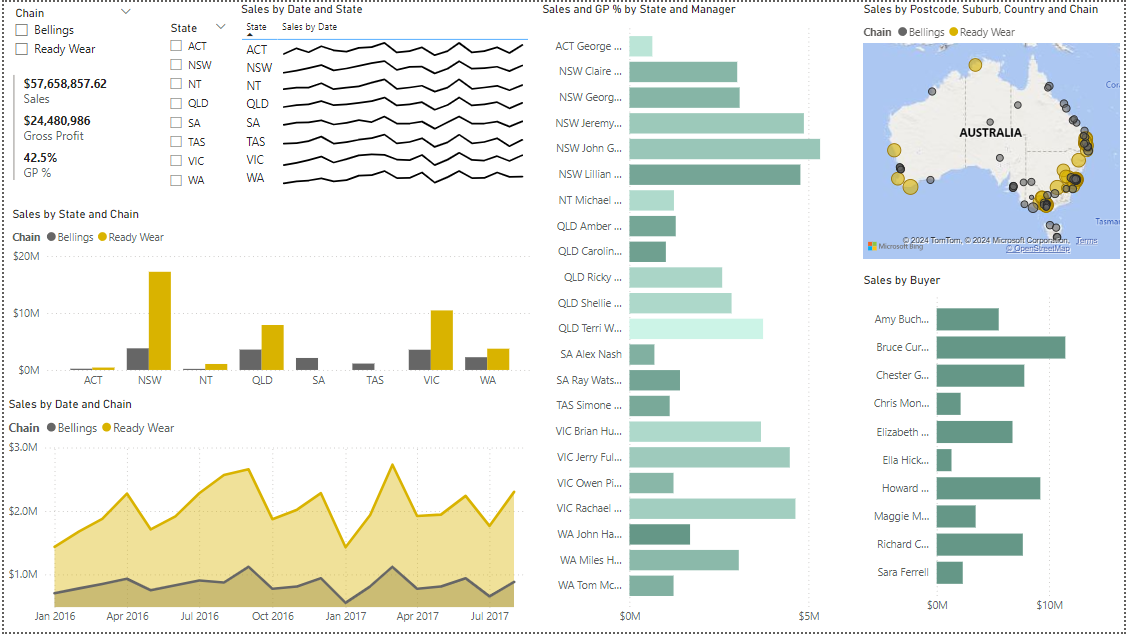 Chain
Bellings
Ready Wear
$57,658,857.62
Sales
$24,480,986
Gross Profit
42.5%
GP %
State
ACT
NSW
NT
QLD
SA
TAS
VIC
WA
Sales by Date and State
State Sales by Date
ACT
NSW
NT
QLD
SA
TAS
VIC
WA
Sales by State and Chain
Chain Bellings Ready Wear
$20M
$10M
$0M
ACT NSW NT QLD SA TAS VIC WA
Sales by Date and Chain
Chain Bellings Ready Wear
$3.0M
$2.0M
$1.0M
Jan 2016 Apr 2016 Jul 2016 Oct 2016 Jan 2017 Apr 2017 Jul 2017
Sales and GP % by State and Manager
ACT George ...
NSW Claire ...
NSW Georg...
NSW Jeremy...
NSW John G...
NSW Lillian ...
NT Michael ...
QLD Amber ...
QLD Carolin...
QLD Ricky ...
QLD Shellie ...
QLD Terri W...
SA Alex Nash
SA Ray Wats...
TAS Simone ...
VIC Brian Hu...
VIC Jerry Ful...
VIC Owen Pi...
VIC Rachael ...
WA John Ha...
WA Miles H...
WA Tom Mc...
$0M $5M
Sales by Postcode, Suburb, Country and Chain
Chain Bellings Ready Wear
Cor
AUSTRALIA
Tasma
© 2024 TomTom, © 2024 Microsoft Corporation, Terms
Microsoft Bing © OpenStreetMap
Sales by Buyer
Amy Buch...
Bruce Cur...
Chester G...
Chris Mon...
Elizabeth ...
Ella Hick...
Howard ...
Maggie M...
Richard C...
Sara Ferrell
$0M $10M